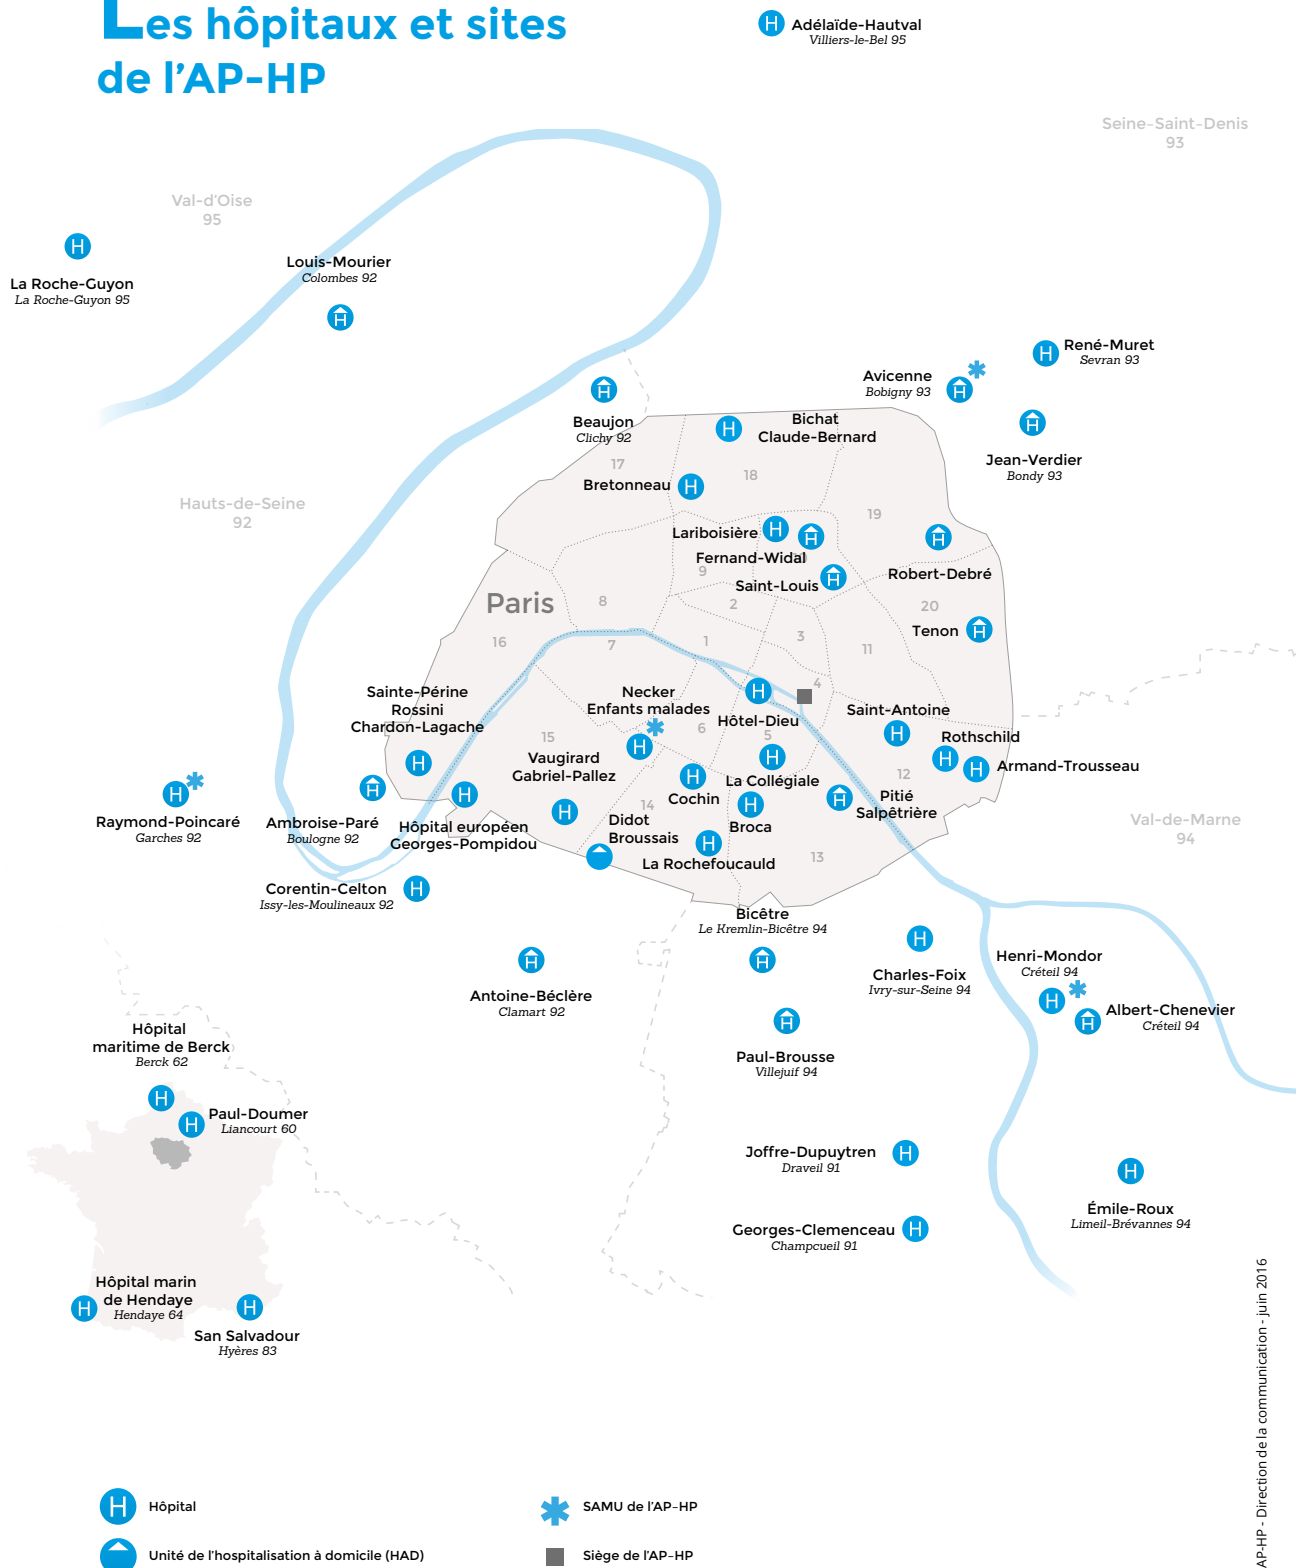 Les hôpitaux et sites
de l'AP-HP
Adélaïde-Hautval
Villiers-le-Bel 95
Seine-Saint-Denis
93
Val-d'Oise
95
La Roche-Guyon
La Roche-Guyon 95
Louis-Mourier
Colombes 92
René-Muret
Sevran 93
Avicenne
Bobigny 93
Jean-Verdier
Bondy 93
Beaujon
Clichy 92
Bichat
Claude-Bernard
17
18
Bretonneau
Hauts-de-Seine
92
19
Lariboisière
Fernand-Widal
9
Saint-Louis
Robert-Debré
Paris
8
2
20
Tenon
16
7
1
3
11
4
Sainte-Périne
Rossini
Chardon-Lagache
Necker
Enfants malades
Hôtel-Dieu
Saint-Antoine
6
5
15
Rothschild
Armand-Trousseau
Vaugirard
Gabriel-Pallez
La Collégiale
12
Cochin
14
Pitié
Salpêtrière
Raymond-Poincaré
Garches 92
Ambroise-Paré
Boulogne 92
Hôpital européen
Georges-Pompidou
Didot
Broussais
Broca
La Rochefoucauld
13
Val-de-Marne
94
Corentin-Celton
Issy-les-Moulineaux 92
Bicêtre
Le Kremlin-Bicêtre 94
Antoine-Béclère
Clamart 92
Charles-Foix
Ivry-sur-Seine 94
Henri-Mondor
Créteil 94
Albert-Chenevier
Créteil 94
Paul-Brousse
Villejuif 94
Hôpital
maritime de Berck
Berck 62
Paul-Doumer
Liancourt 60
Joffre-Dupuytren
Draveil 91
Georges-Clemenceau
Champcueil 91
Émile-Roux
Limeil-Brévannes 94
Hôpital marin
de Hendaye
Hendaye 64
San Salvadour
Hyères 83
H Hôpital
SAMU de l'AP-HP
Unité de l'hospitalisation à domicile (HAD)
Siège de l'AP-HP
AP-HP - Direction de la communication - juin 2016